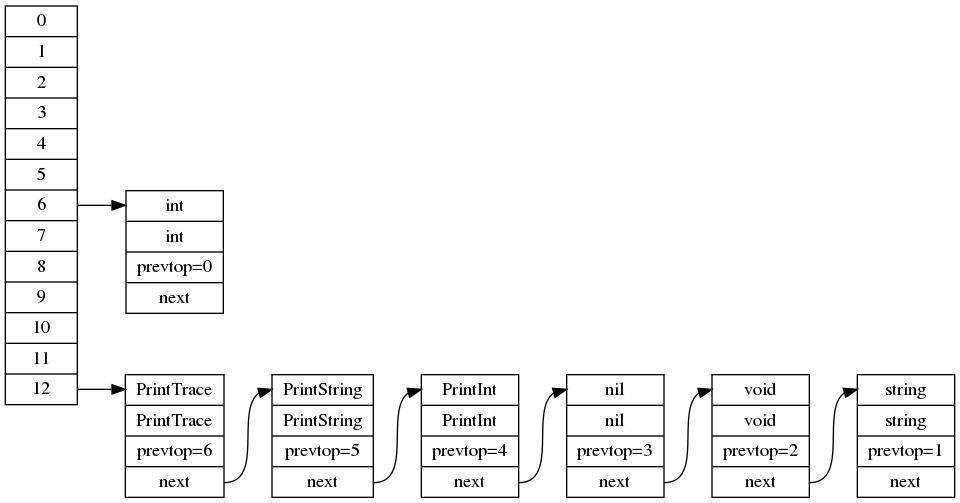 0
1
2
3
4
5
6
7
8
9
10
11
12
int
int
prevtop=0
next
PrintTrace
PrintTrace
prevtop=6
next
PrintString
PrintString
prevtop=5
next
PrintInt
PrintInt
prevtop=4
next
nil
nil
prevtop=3
next
void
void
prevtop=2
next
string
string
prevtop=1
next